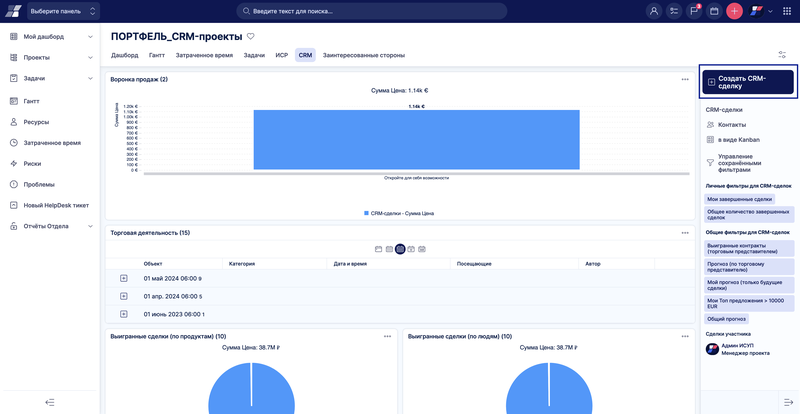 Выберите панель
Введите текст для поиска...
8
Мой дашборд
Проекты
Задачи
Гантт
Ресурсы
Затраченное время
Риски
Проблемы
Новый HelpDesk тикет
Отчёты Отдела
ПОРТФЕЛЬ_CRM-проекты
Дашборд Гантт Затраченное время Задачи ИСР CRM Заинтересованные стороны
Воронка продаж (2)
Сумма Цена: 1.14k €
Сумма Цена
1.20k €
1.10k €
1.00k €
900 €
800 €
700 €
600 €
500 €
400 €
300 €
200 €
100 €
0 €
1.14k €
Откройте для себя возможности
CRM-сделки - Сумма Цена
Торговая деятельность (15)
Объект Категория Дата и время Посещающие Автор
01 май 2024 06:00 9
01 апр. 2024 06:00 5
01 июнь 2023 06:00 1
Выигранные сделки (по продуктам) (10)
Сумма Цена: 38.7M ₽
Выигранные сделки (по людям) (10)
Сумма Цена: 38.7M ₽
Создать CRM-
сделку
CRM-сделки
Контакты
в виде Kanban
Управление
сохранёнными
фильтрами
Личные фильтры для CRM-сделок
Мои завершенные сделки
Общее количество завершенных
сделок
Общие фильтры для CRM-сделок
Выигранные контракты
(торговым представителем)
Прогноз (по торговому
представителю)
Мой прогноз (только будущие
сделки)
Мои Топ предложения > 10000
EUR
Общий прогноз
Сделки участника
Админ ИСУП
Менеджер проекта